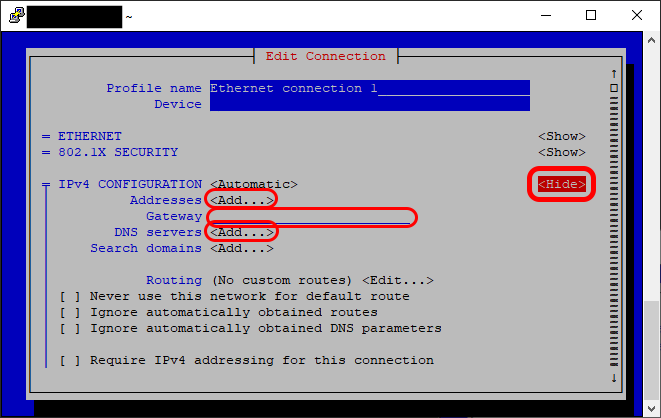 ~
Edit Connection
Profile name Ethernet connection 1
Device
ETHERNET <Show>
802.1X SECURITY <Show>
IPv4 CONFIGURATION <Automatic> <Hide>
Addresses <Add...>
Gateway
DNS servers <Add...>
Search domains <Add...>
Routing (No custom routes) <Edit...>
[ ] Never use this network for default route
[ ] Ignore automatically obtained routes
[ ] Ignore automatically obtained DNS parameters
[ ] Require IPv4 addressing for this connection